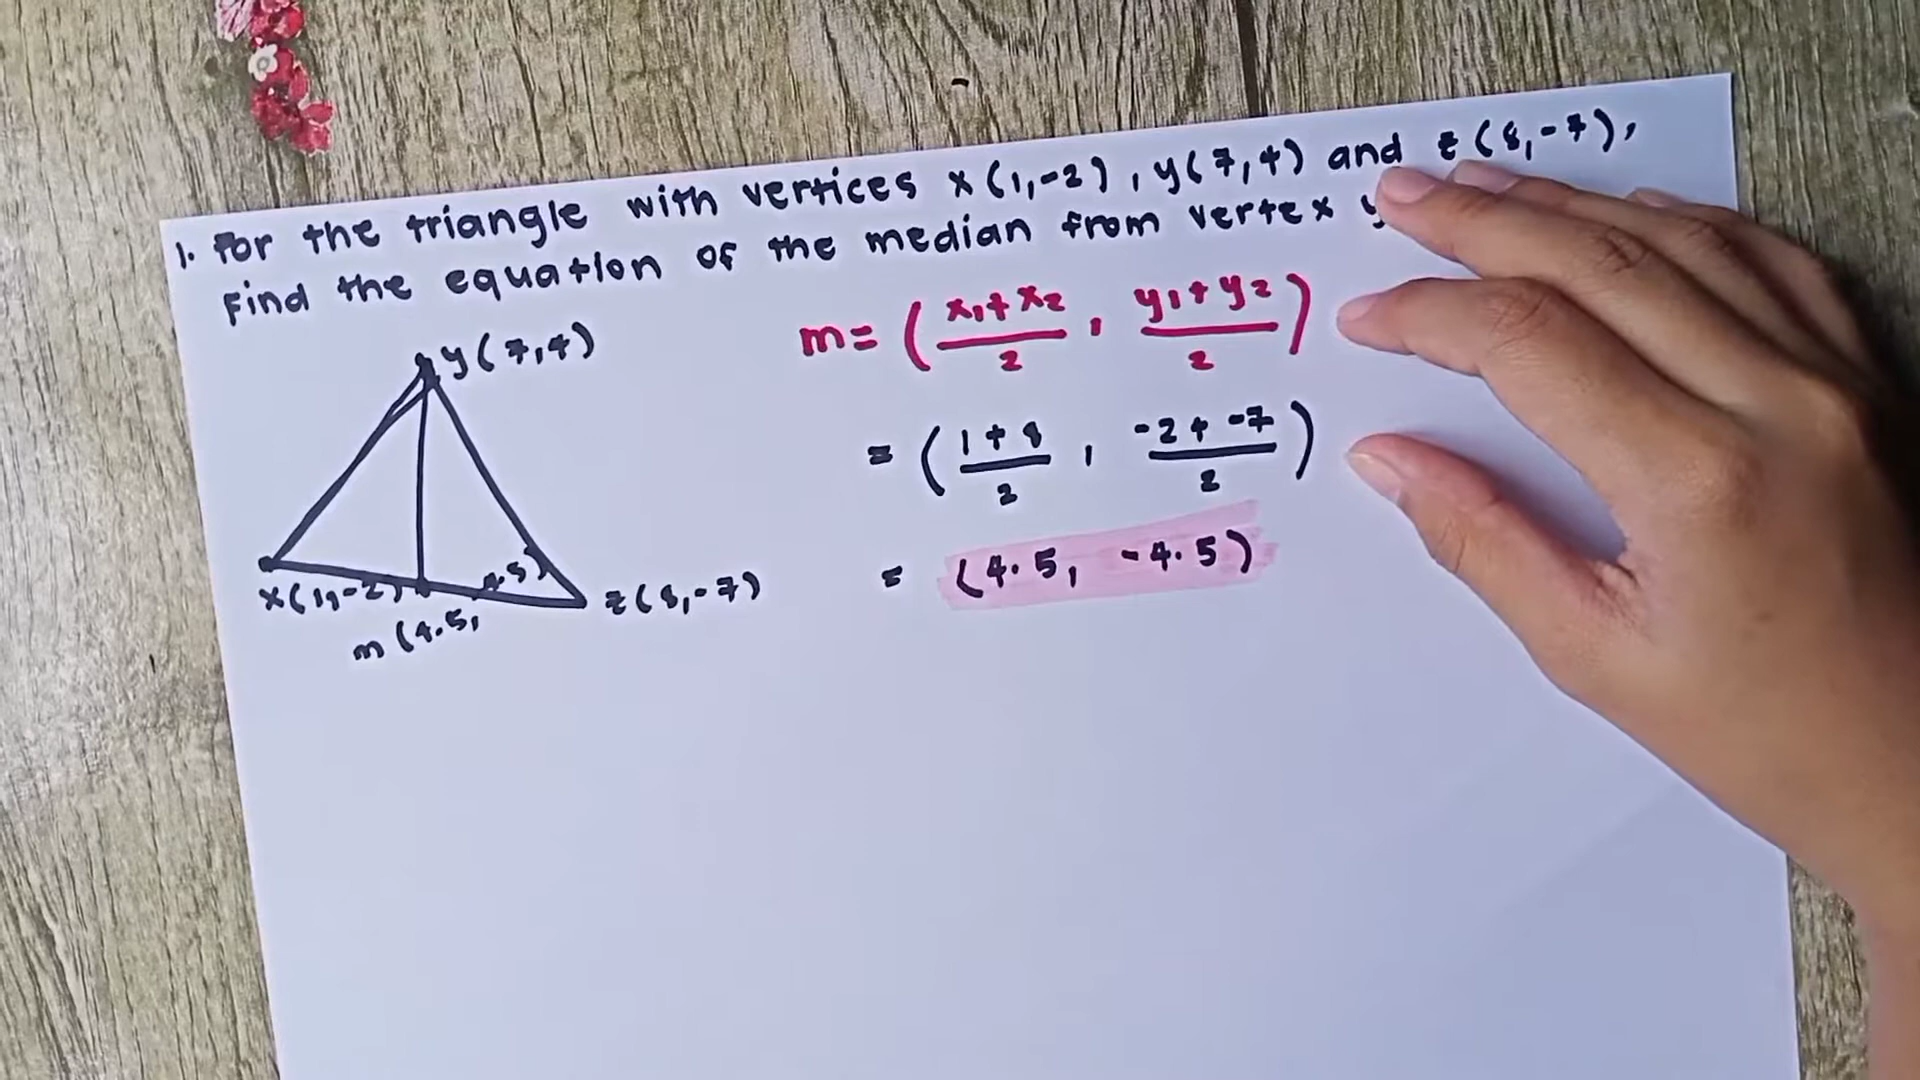 1. For the triangle with vertices x(1,-2), y(7,4) and z(8,-7),
Find the equation of the median from vertex y
y(7,4)
x(1,-2)
m(4.5, -4.5)
z(8,-7)
m= (x₁+x₂/2, y₁+y₂/2)
= (1+8/2, -2+-7/2)
= (4.5, -4.5)